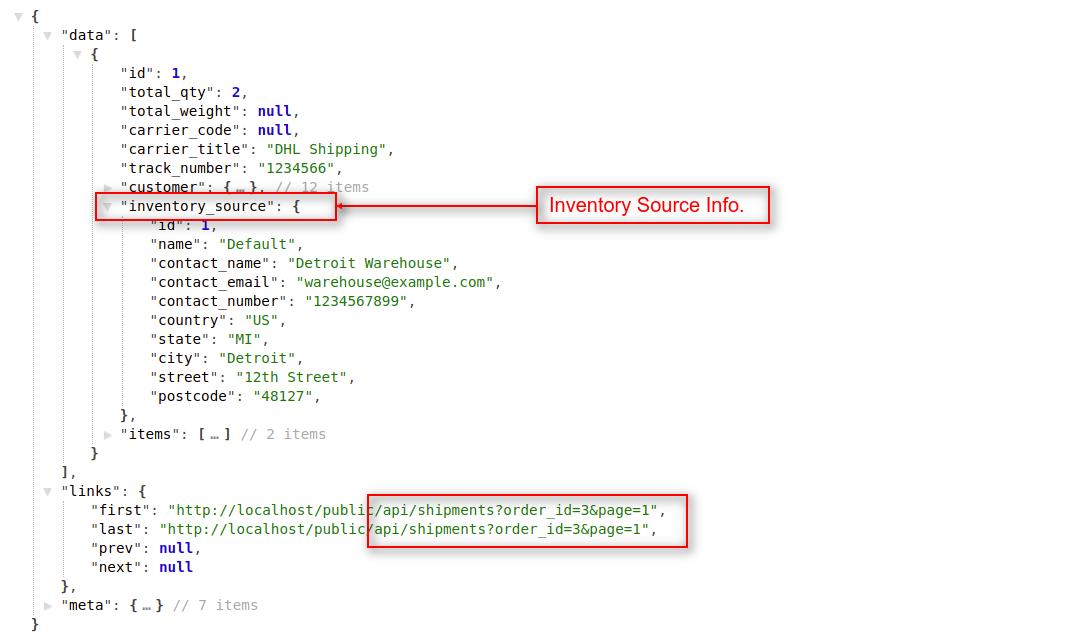 {
"data": [
{
"id": 1,
"total_qty": 2,
"total_weight": null,
"carrier_code": null,
"carrier_title": "DHL Shipping",
"track_number": "1234566",
"customer": { … }, // 12 items
"inventory_source": {
Inventory Source Info.
"id": 1,
"name": "Default",
"contact_name": "Detroit Warehouse",
"contact_email": "warehouse@example.com",
"contact_number": "1234567899",
"country": "US",
"state": "MI",
"city": "Detroit",
"street": "12th Street",
"postcode": "48127",
},
"items": [ … ] // 2 items
}
],
"links": {
"first": "http://localhost/public/api/shipments?order_id=3&page=1",
"last": "http://localhost/public/api/shipments?order_id=3&page=1",
"prev": null,
"next": null
},
"meta": { … } // 7 items
}